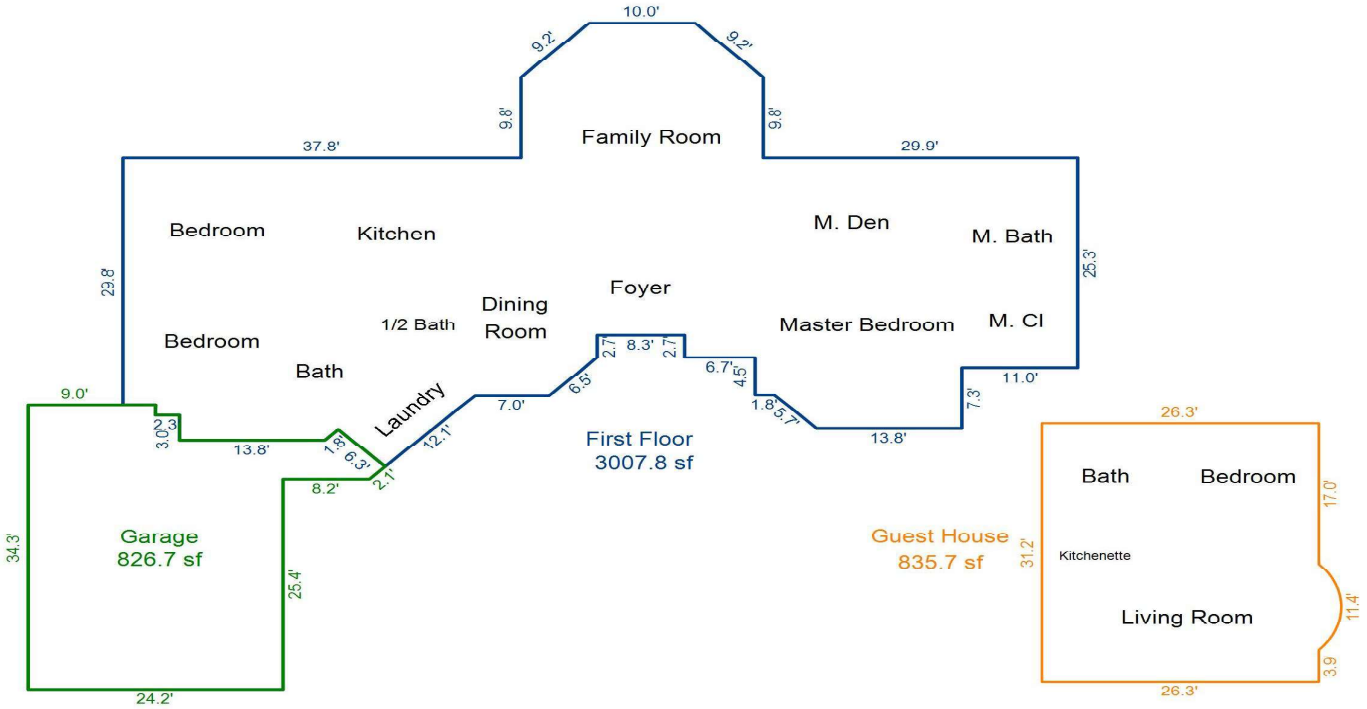 10.0'
9.2'
9.2'
9.8'
9.8'
Family Room
37.8'
29.9'
Bedroom
Kitchen
M. Den
M. Bath
29.8'
25.3'
Foyer
Dining
Room
1/2 Bath
Master Bedroom
M. Cl
Bedroom
Bath
Laundry
2.7'
8.3'
2.7'
6.7'
4.5'
6.5'
7.0'
1.8'
5.7'
11.0'
7.3'
13.8'
12.1'
9.0'
2.3
3.0'
13.8'
1.8'
6.3'
2.1'
8.2'
First Floor
3007.8 sf
34.3'
Garage
826.7 sf
25.4'
24.2'
26.3'
Bath
Bedroom
17.0'
Guest House
835.7 sf
31.2'
Kitchenette
Living Room
11.4'
3.9
26.3'